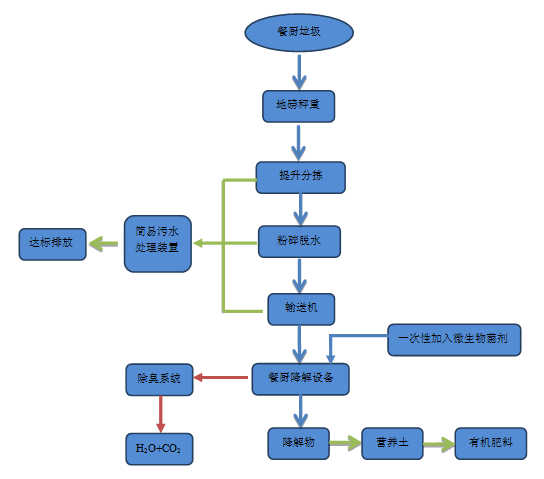 餐厨垃圾
地磅秤重
提升分拣
简易污水
处理装置
达标排放
粉碎脱水
输送机
一次性加入微生物菌剂
除臭系统
餐厨降解设备
H₂O+CO₂
降解物
营养土
有机肥料